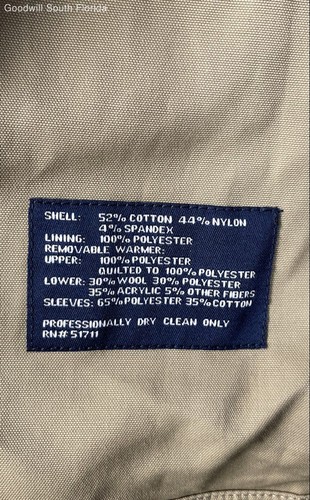 Goodwill South Florida
SHELL: 52% COTTON 44% NYLON
4% SPANDEX
LINING: 100% POLYESTER
REMOVABLE WARMER:
UPPER: 100% POLYESTER
QUILTED TO 100% POLYESTER
LOWER: 30% WOOL 30% POLYESTER
35% ACRYLIC 5% OTHER FIBERS
SLEEVES: 65% POLYESTER 35% COTTON
PROFESSIONALLY DRY CLEAN ONLY
RN# 51711